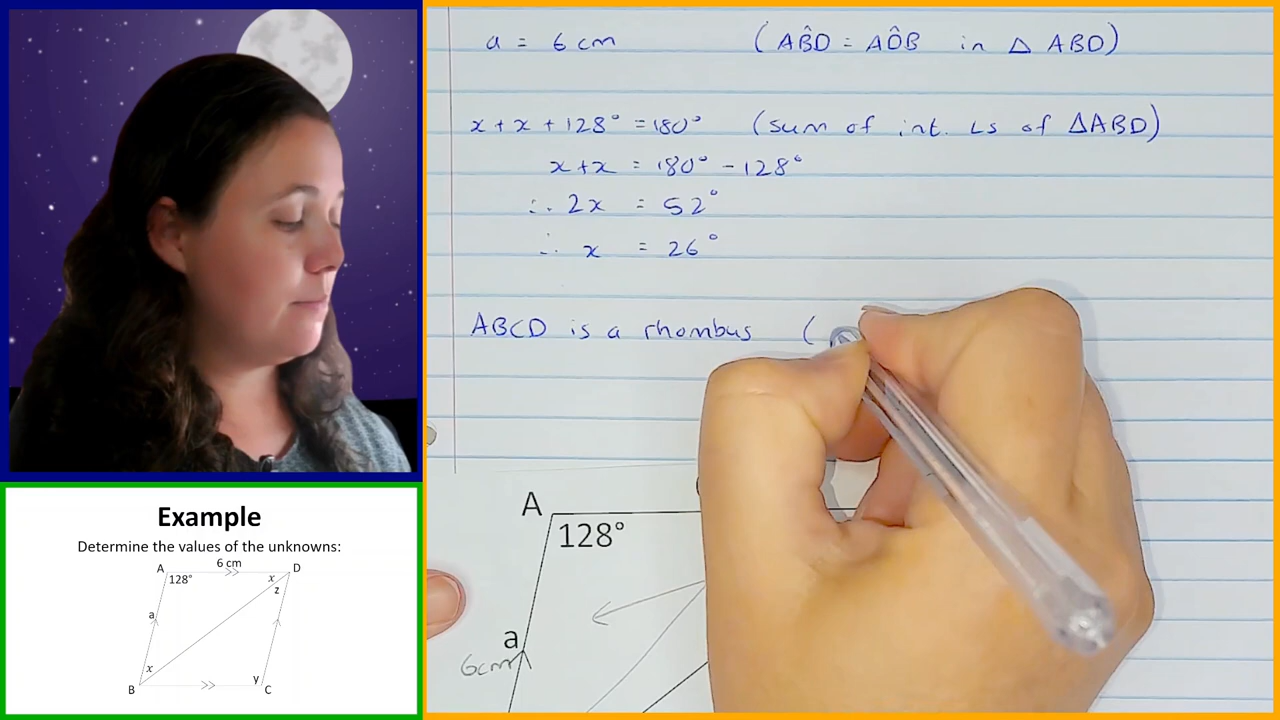 a = 6 cm (AB̂D = AD̂B in △ ABD)
x + x + 128° = 180° (sum of int. ∠s of △ABD)
x + x = 180° - 128°
∴ 2x = 52°
∴ x = 26°
ABCD is a rhombus (
A
128°
a
6cm
Example
Determine the values of the unknowns:
6 cm
A D
128° x
z
a
x
y
B C